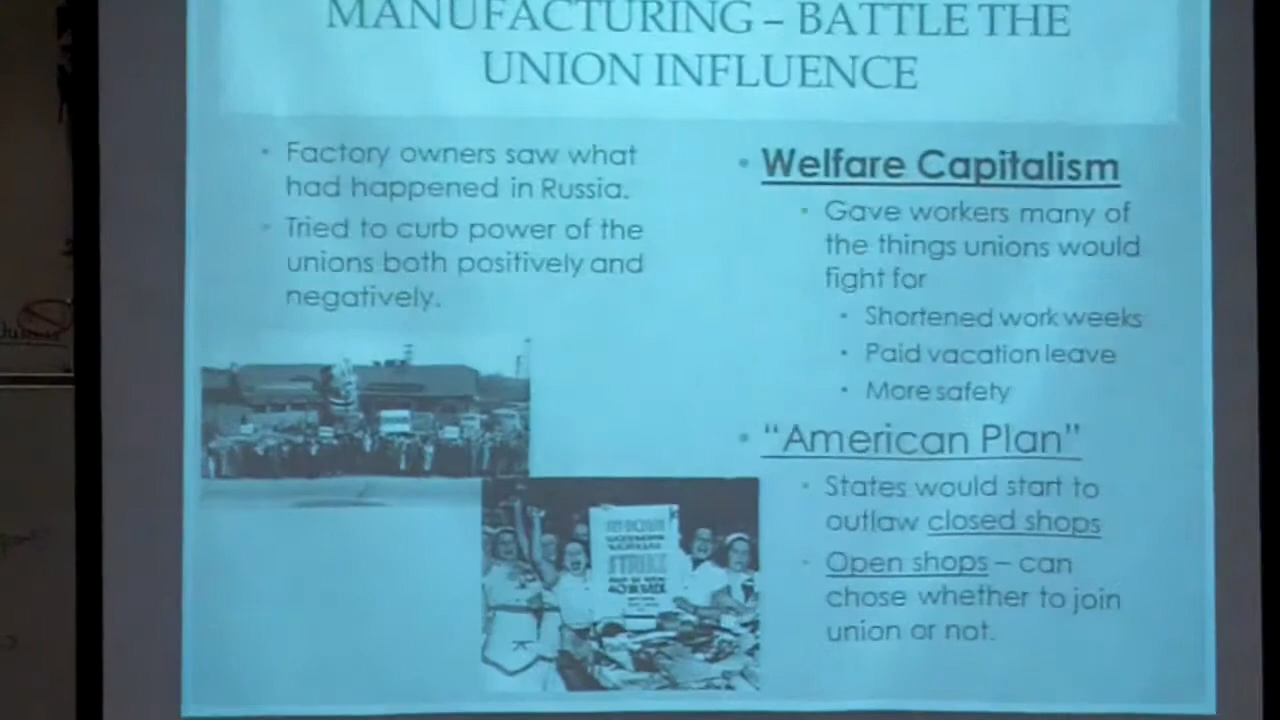 MANUFACTURING – BATTLE THE
UNION INFLUENCE
• Factory owners saw what
had happened in Russia.
• Tried to curb power of the
unions both positively and
negatively.
• Welfare Capitalism
• Gave workers many of
the things unions would
fight for
• Shortened work weeks
• Paid vacation leave
• More safety
• "American Plan"
• States would start to
outlaw closed shops
• Open shops – can
chose whether to join
union or not.
STRIKE